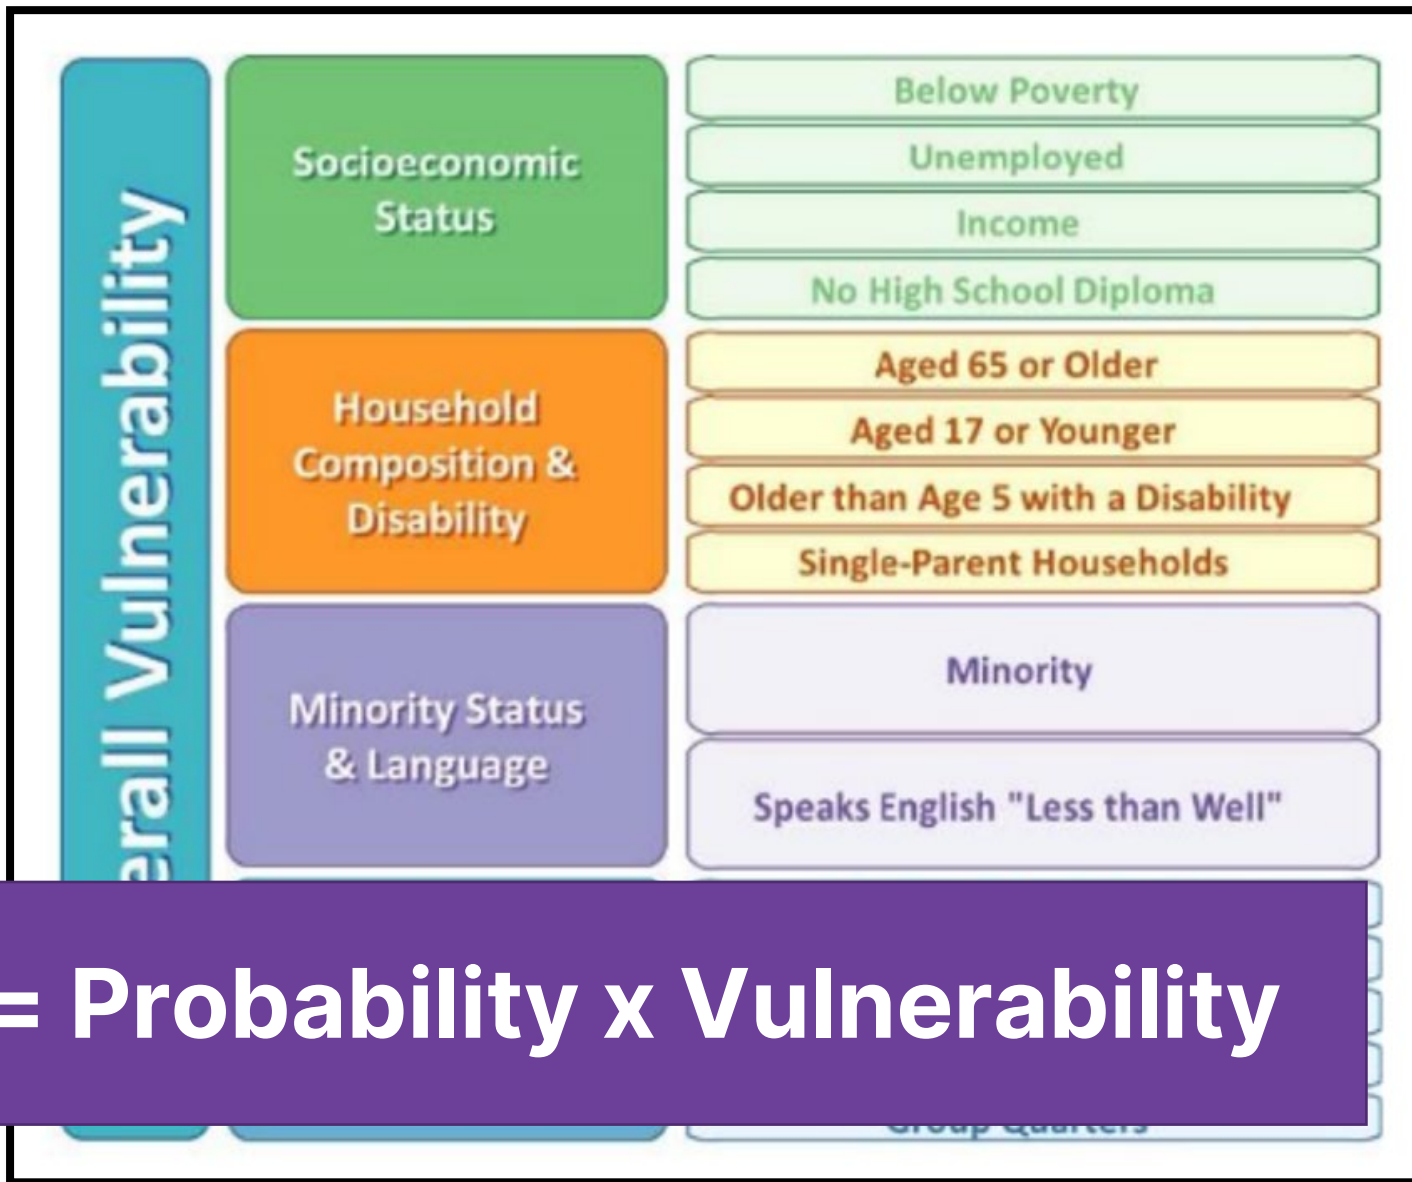 erall Vulnerability
Socioeconomic
Status
Below Poverty
Unemployed
Income
No High School Diploma
Household
Composition &
Disability
Aged 65 or Older
Aged 17 or Younger
Older than Age 5 with a Disability
Single-Parent Households
Minority Status
& Language
Minority
Speaks English "Less than Well"
= Probability x Vulnerability
Group Quarters